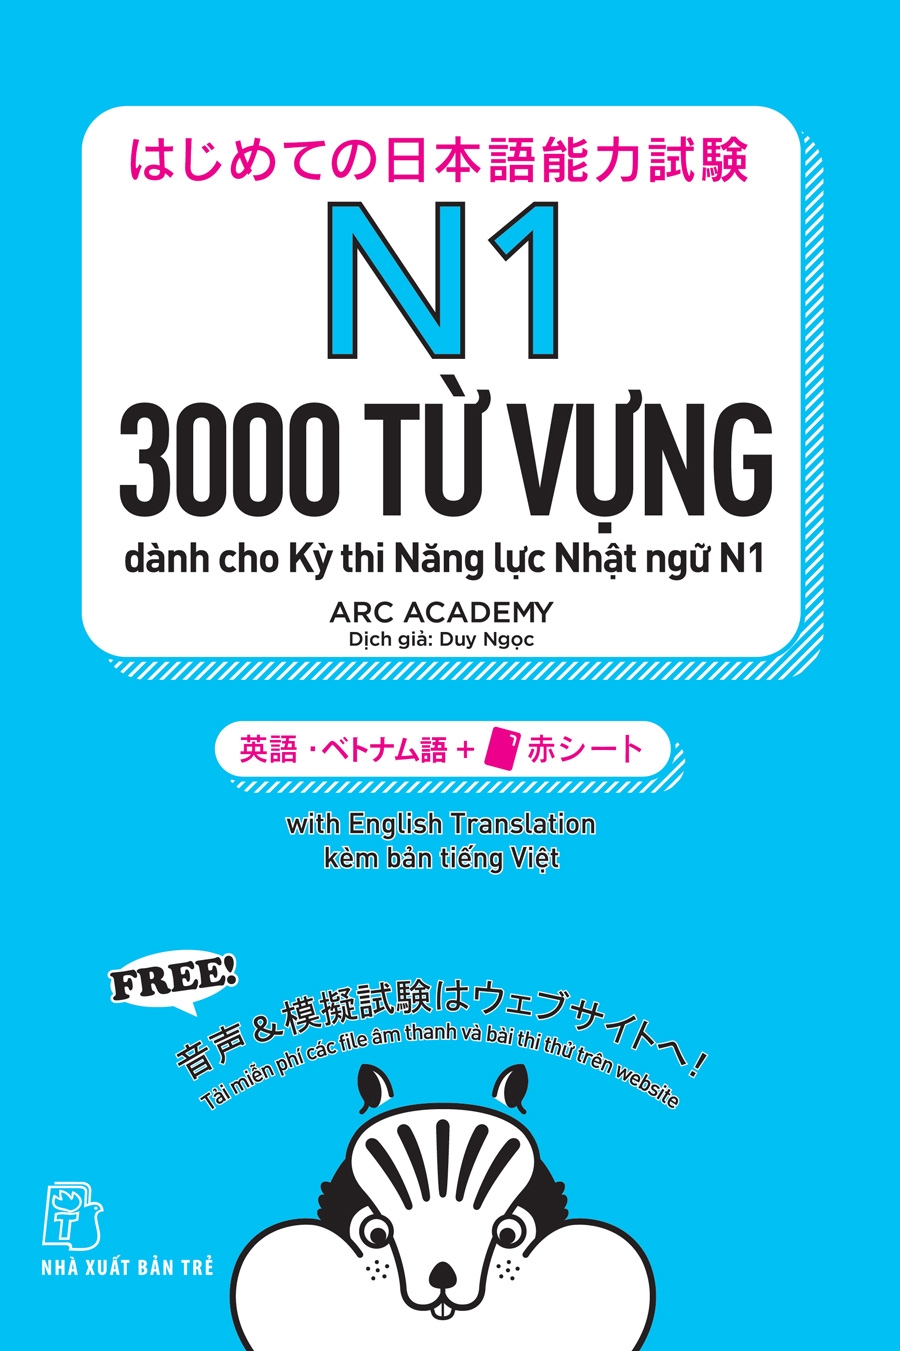 はじめての日本語能力試験
N1
3000 TỪ VỰNG
dành cho Kỳ thi Năng lực Nhật ngữ N1
ARC ACADEMY
Dịch giả: Duy Ngọc
英語・ベトナム語 + 赤シート
with English Translation
kèm bản tiếng Việt
FREE!
音声&模擬試験はウェブサイトへ!
Tải miễn phí các file âm thanh và bài thi thử trên website
T
NHÀ XUẤT BẢN TRẺ